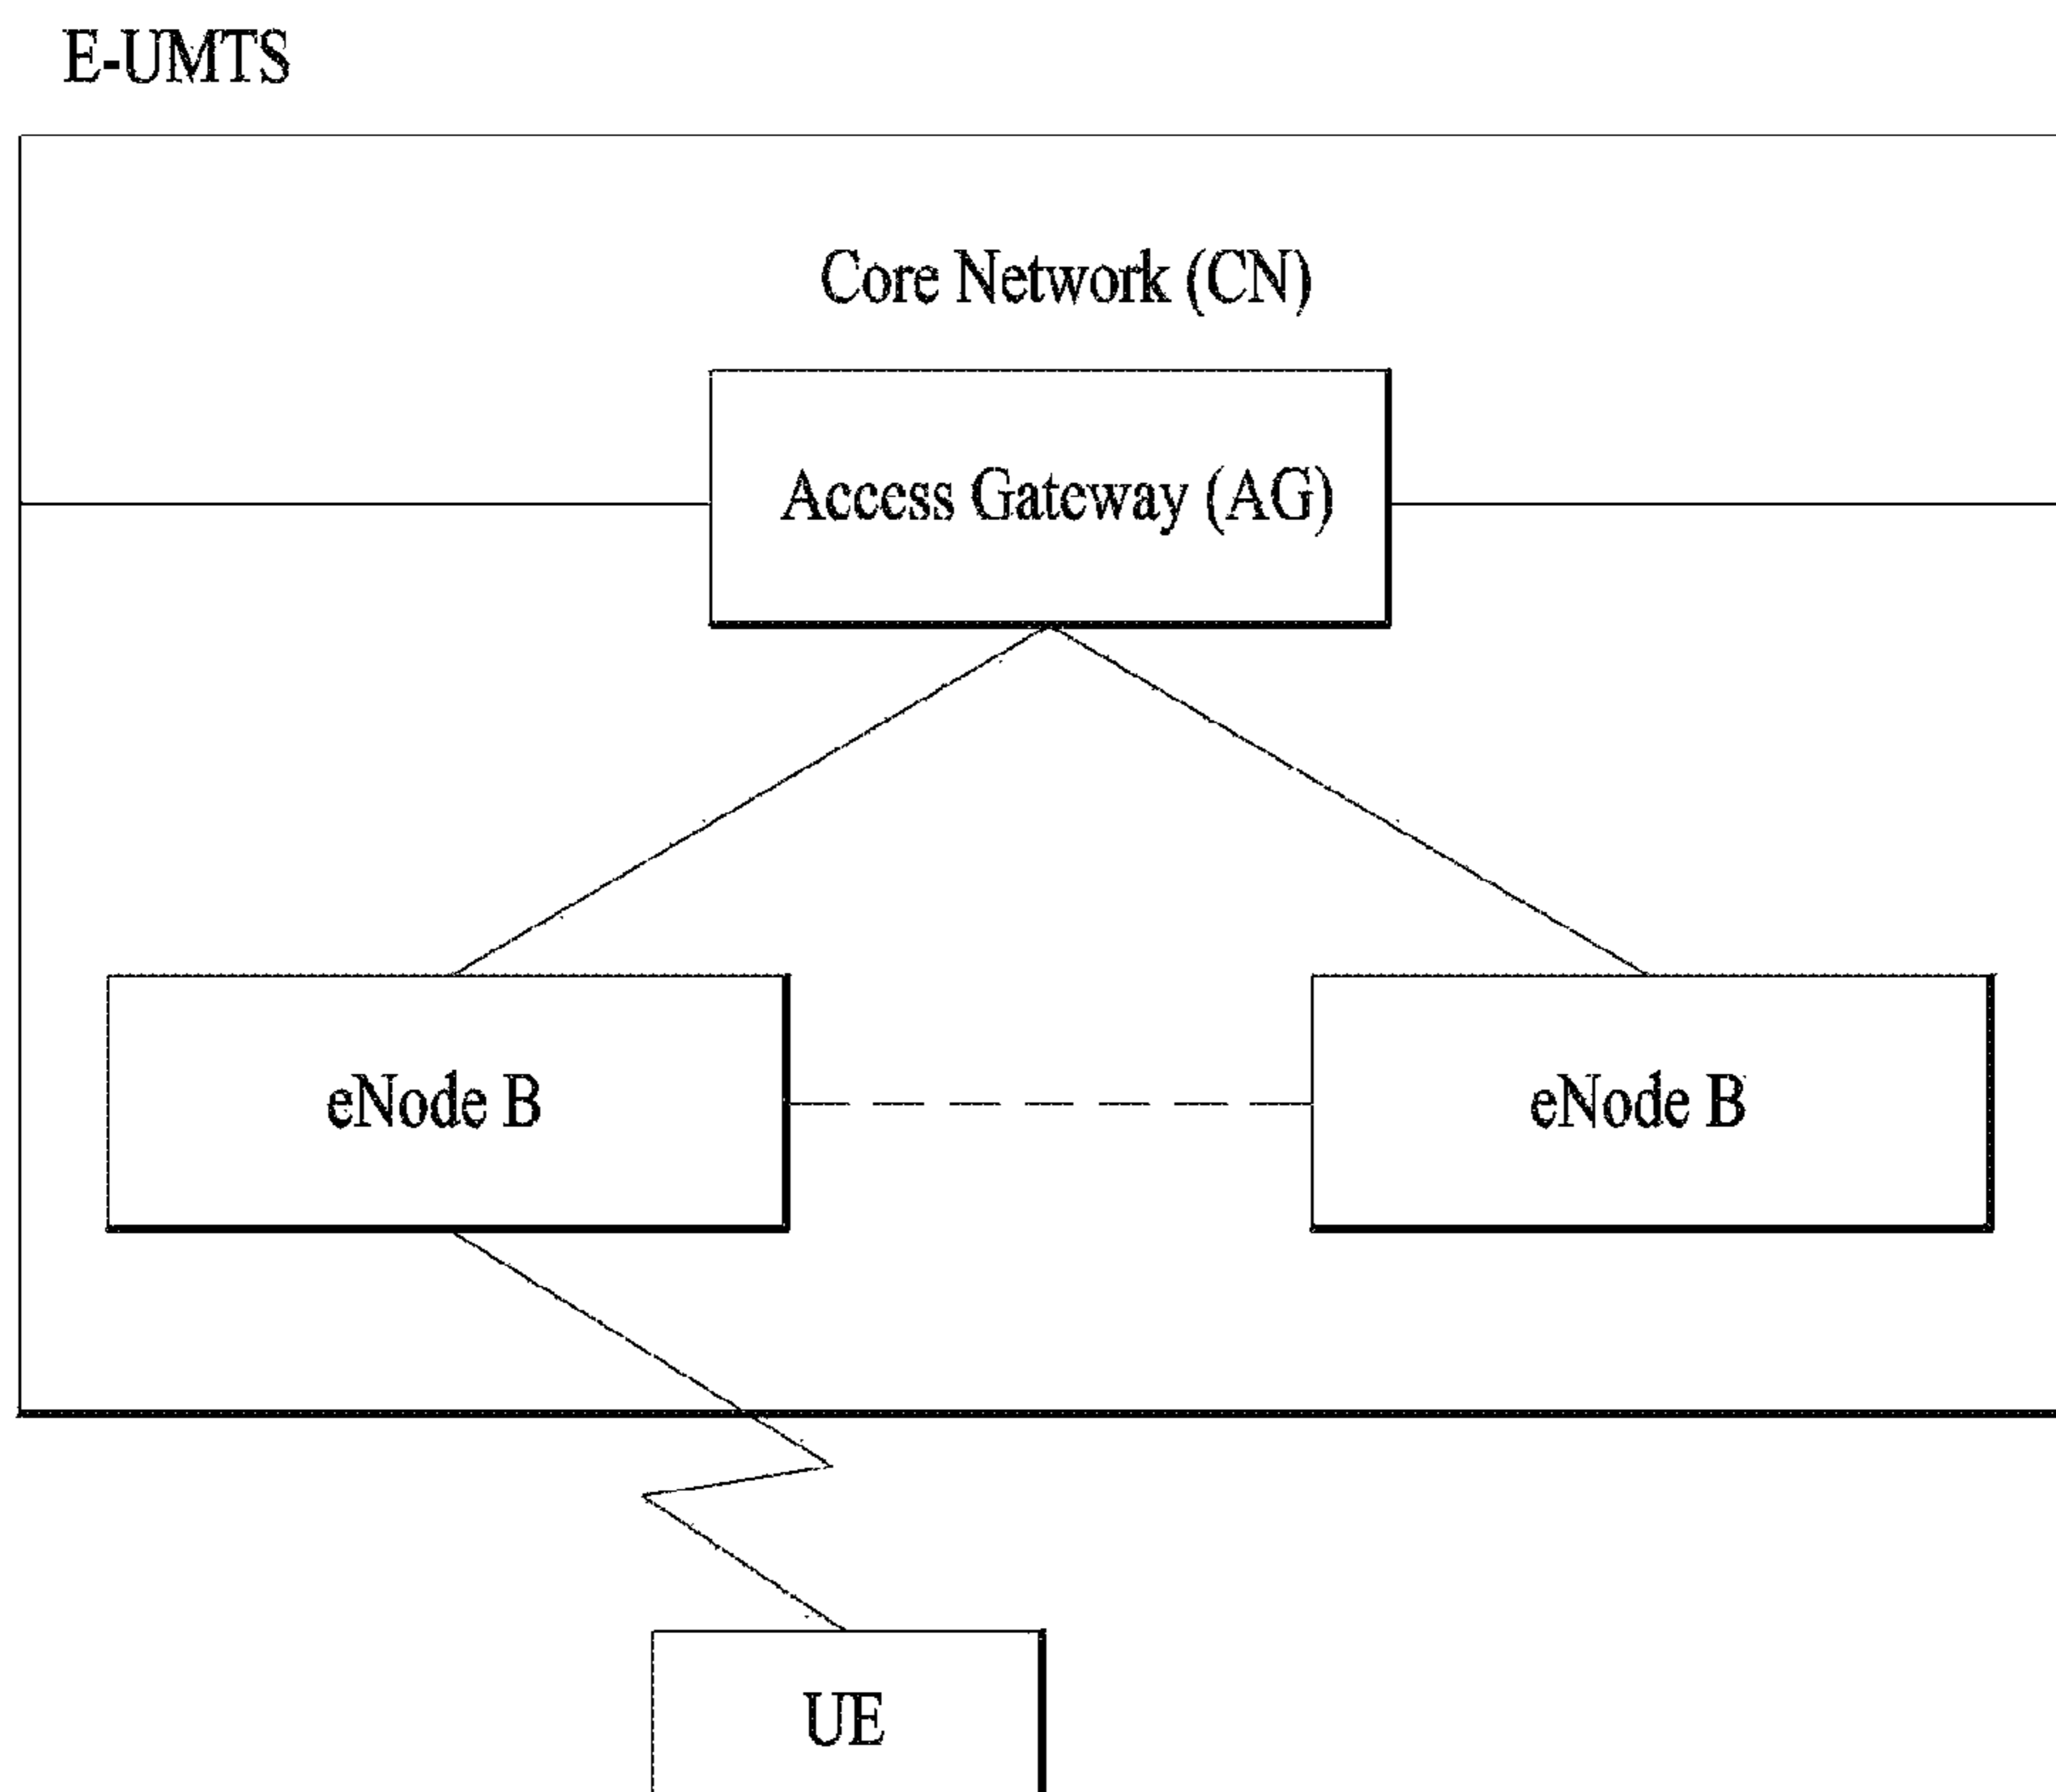 E-UMTS
Core Network (CN)
Access Gateway (AG)
eNode B
eNode B
UE